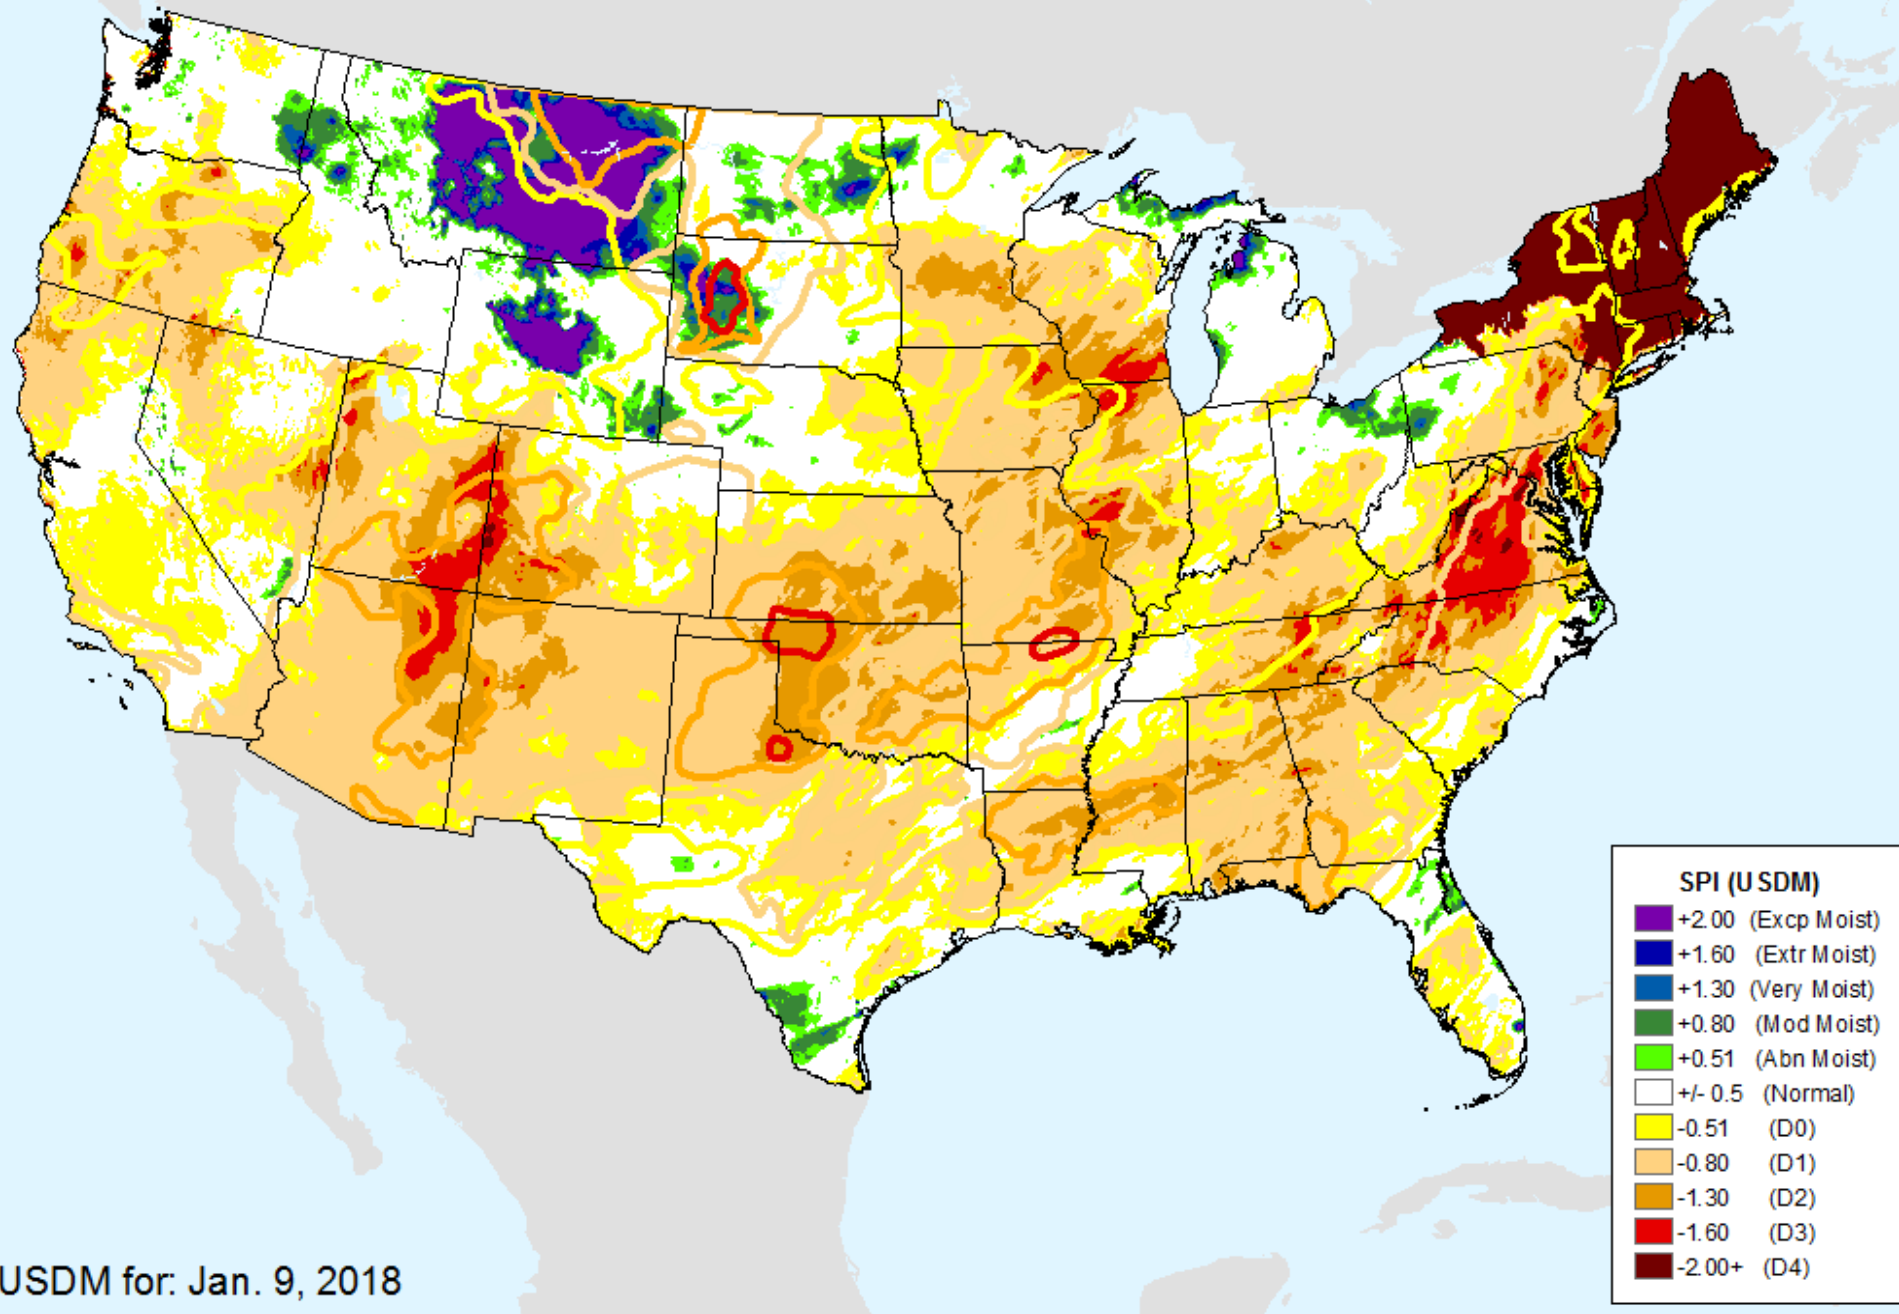 SPI (USDM)
+2.00 (Excp Moist)
+1.60 (Extr Moist)
+1.30 (Very Moist)
+0.80 (Mod Moist)
+0.51 (Abn Moist)
+/- 0.5 (Normal)
-0.51 (D0)
-0.80 (D1)
-1.30 (D2)
-1.60 (D3)
-2.00+ (D4)
USDM for: Jan. 9, 2018